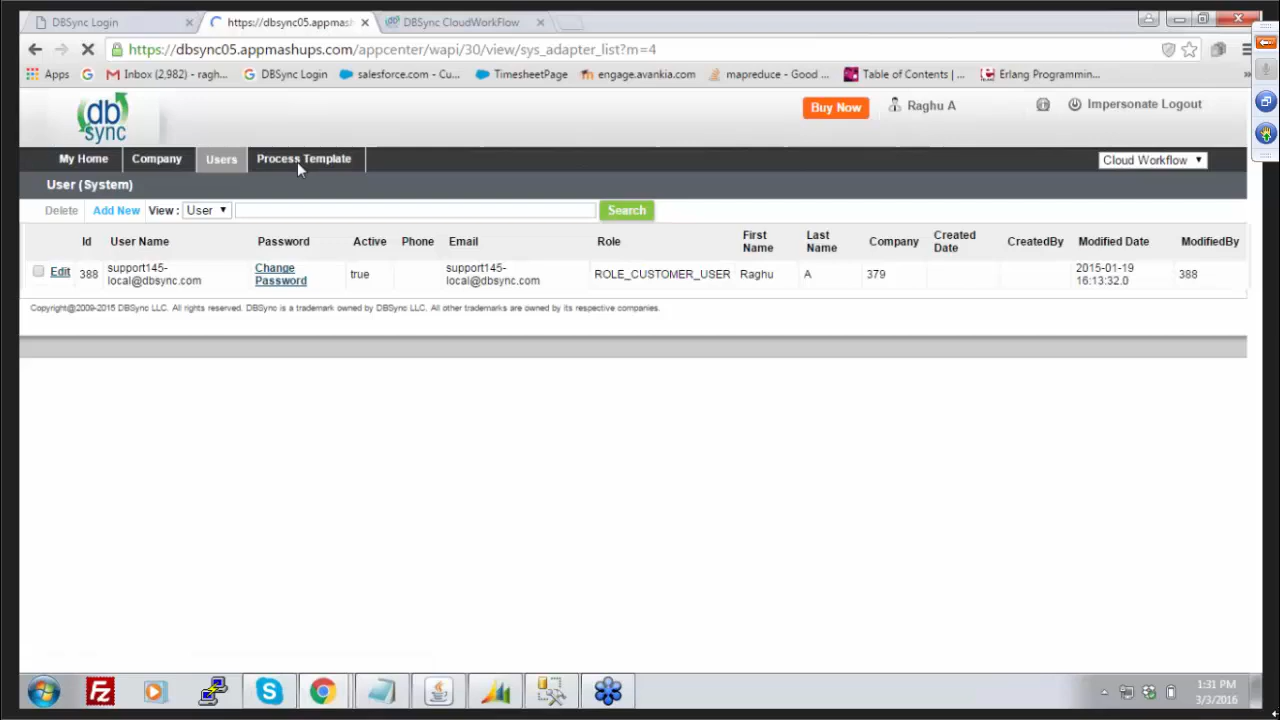 DBSync Login
https://dbsync05.appmash
DBSync CloudWorkFlow
https://dbsync05.appmashups.com/appcenter/wapi/30/view/sys_adapter_list?m=4
Apps
Inbox (2,982) - ragh...
DBSync Login
salesforce.com - Cu...
TimesheetPage
engage.avankia.com
mapreduce - Good ...
Table of Contents | ...
Erlang Programmin...
db sync
Buy Now
Raghu A
Impersonate Logout
My Home
Company
Users
Process Template
Cloud Workflow
User (System)
Delete Add New View : User Search
Id User Name Password Active Phone Email Role First Name Last Name Company Created Date CreatedBy Modified Date ModifiedBy
Edit 388 support145-local@dbsync.com Change Password true support145-local@dbsync.com ROLE_CUSTOMER_USER Raghu A 379 2015-01-19 16:13:32.0 388
Copyright@2009-2015 DBSync LLC. All rights reserved. DBSync is a trademark owned by DBSync LLC. All other trademarks are owned by its respective companies.
1:31 PM
3/3/2016